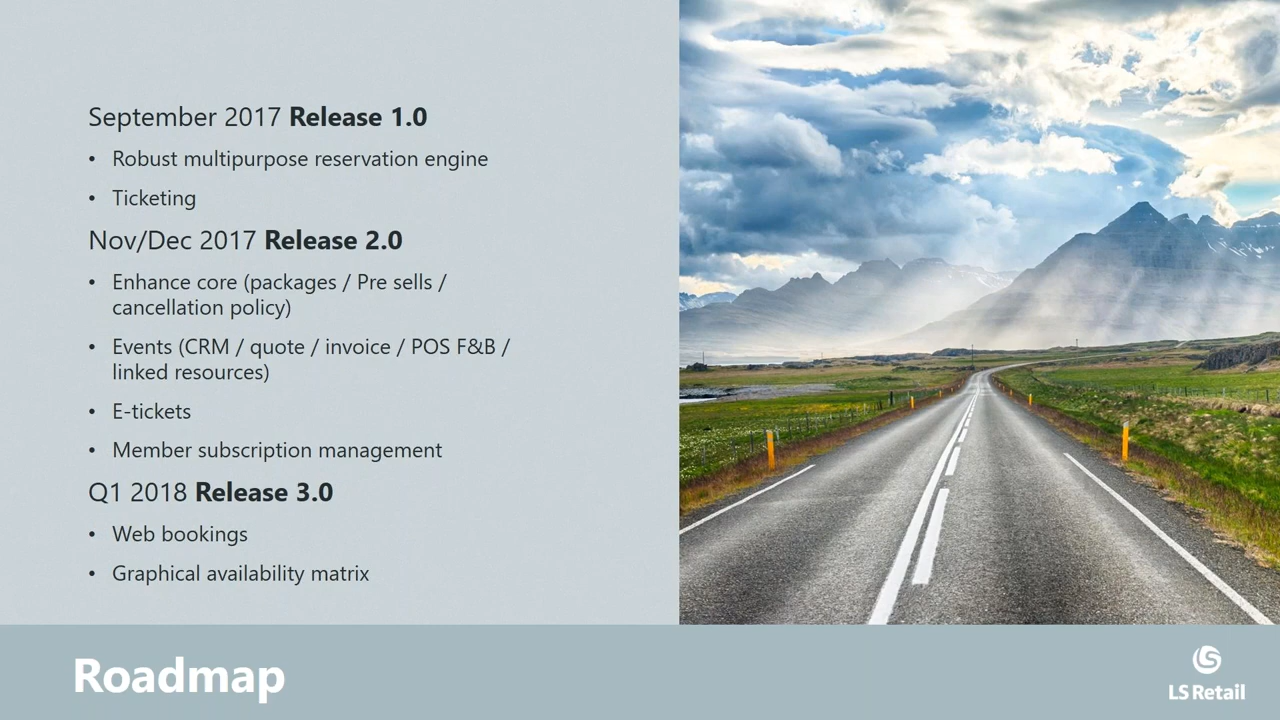 September 2017 Release 1.0
• Robust multipurpose reservation engine
• Ticketing
Nov/Dec 2017 Release 2.0
• Enhance core (packages / Pre sells /
cancellation policy)
• Events (CRM / quote / invoice / POS F&B /
linked resources)
• E-tickets
• Member subscription management
Q1 2018 Release 3.0
• Web bookings
• Graphical availability matrix
Roadmap
LS Retail